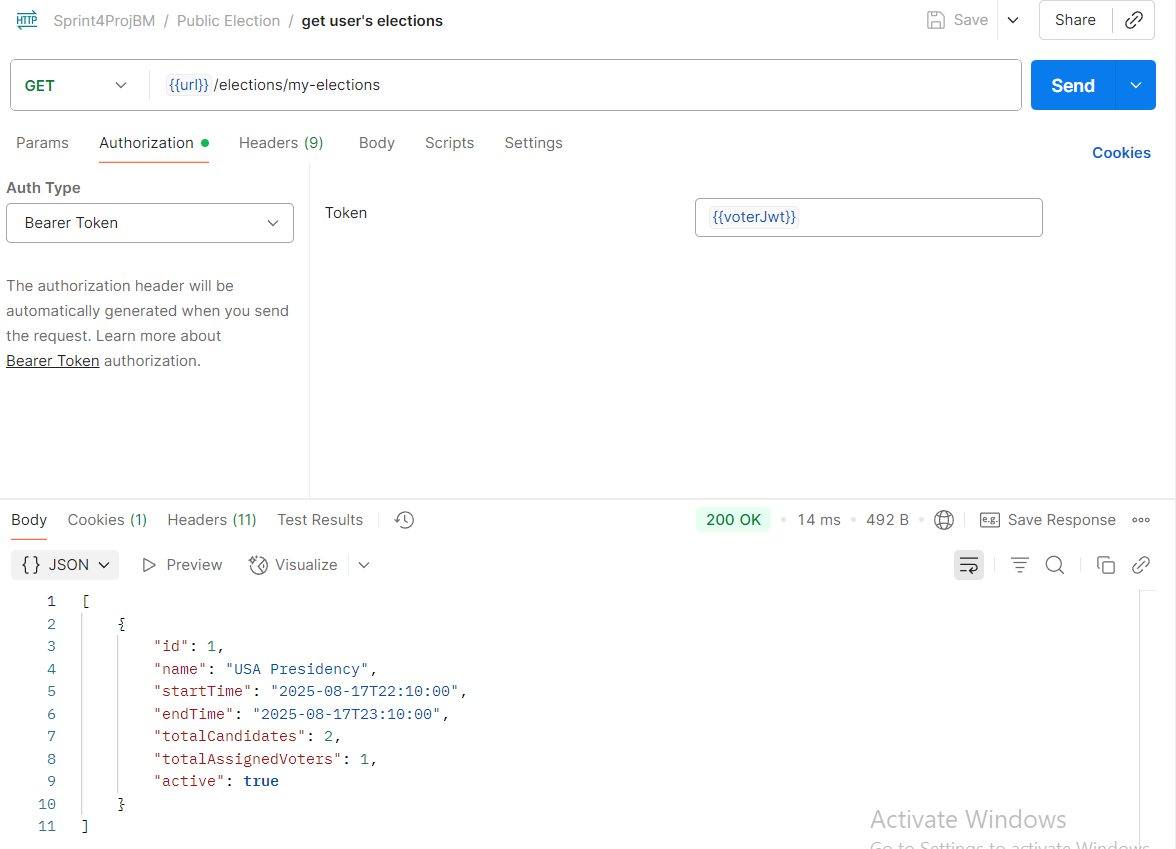 HTTP Sprint4ProjBM / Public Election / get user's elections Save Share
GET {{url}} /elections/my-elections Send
Params Authorization Headers (9) Body Scripts Settings Cookies
Auth Type
Bearer Token
Token {{voterJwt}}
The authorization header will be
automatically generated when you send
the request. Learn more about
Bearer Token authorization.
Body Cookies (1) Headers (11) Test Results 200 OK 14 ms 492 B e.g. Save Response
{} JSON Preview Visualize
1 [
2 {
3 "id": 1,
4 "name": "USA Presidency",
5 "startTime": "2025-08-17T22:10:00",
6 "endTime": "2025-08-17T23:10:00",
7 "totalCandidates": 2,
8 "totalAssignedVoters": 1,
9 "active": true
10 }
11 ]
Activate Windows
Go to Settings to activate Windows.